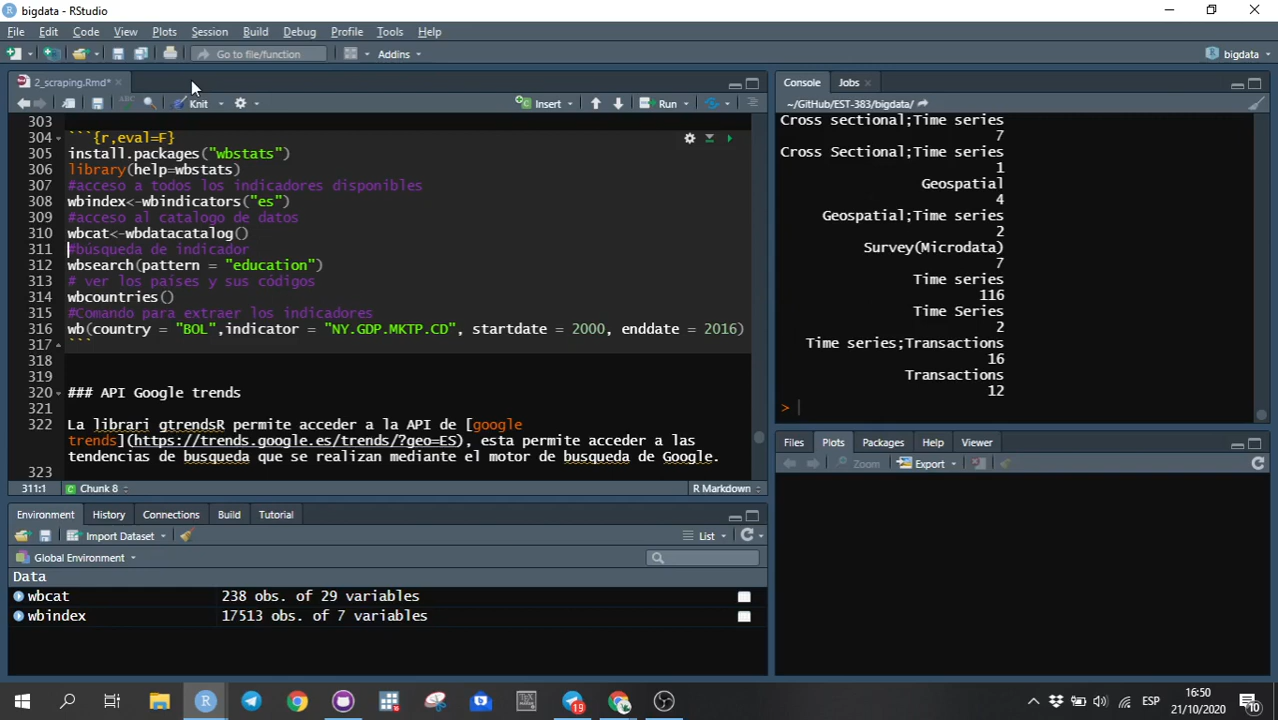 bigdata - RStudio
File Edit Code View Plots Session Build Debug Profile Tools Help
Go to file/function Addins bigdata
2_scraping.Rmd*
Knit Insert Run
303
304 ```{r,eval=F}
305 install.packages("wbstats")
306 library(help=wbstats)
307 #acceso a todos los indicadores disponibles
308 wbindex<-wbindicators("es")
309 #acceso al catalogo de datos
310 wbcat<-wbdatacatalog()
311 #búsqueda de indicador
312 wbsearch(pattern = "education")
313 # ver los paises y sus códigos
314 wbcountries()
315 #Comando para extraer los indicadores
316 wb(country = "BOL",indicator = "NY.GDP.MKTP.CD", startdate = 2000, enddate = 2016)
317 ```
318
319
320 ### API Google trends
321
322 La librari gtrendsR permite acceder a la API de [google
trends](https://trends.google.es/trends/?geo=ES), esta permite acceder a las
tendencias de busqueda que se realizan mediante el motor de busqueda de Google.
323
311:1 Chunk 8 R Markdown
Environment History Connections Build Tutorial
Import Dataset List
Global Environment
Data
wbcat 238 obs. of 29 variables
wbindex 17513 obs. of 7 variables
Console Jobs
~/GitHub/EST-383/bigdata/
Cross sectional;Time series
7
Cross Sectional;Time series
1
Geospatial
4
Geospatial;Time series
2
Survey(Microdata)
7
Time series
116
Time Series
2
Time series;Transactions
16
Transactions
12
>
Files Plots Packages Help Viewer
Zoom Export
19
ESP
16:50
21/10/2020
10